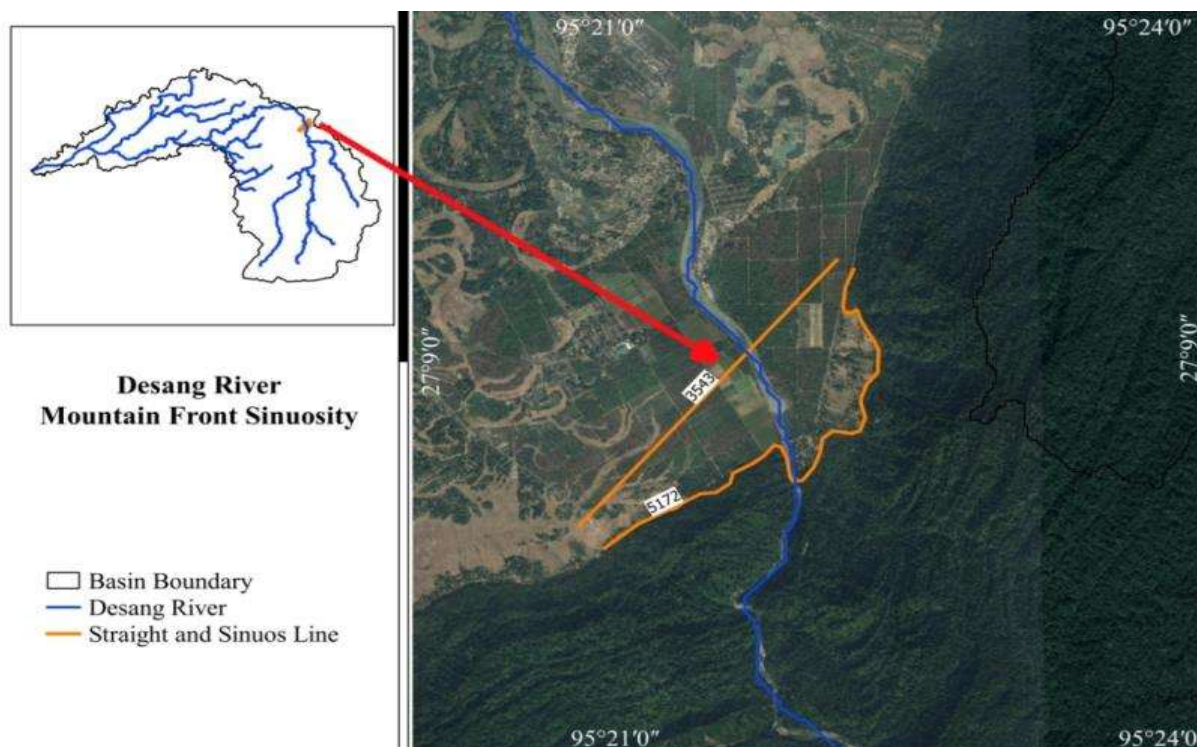 Desang River
Mountain Front Sinuosity
Basin Boundary
Desang River
Straight and Sinuos Line
95°21′0″
95°24′0″
27°9′0″
27°9′0″
3543
5172
95°21′0″
95°24′0″